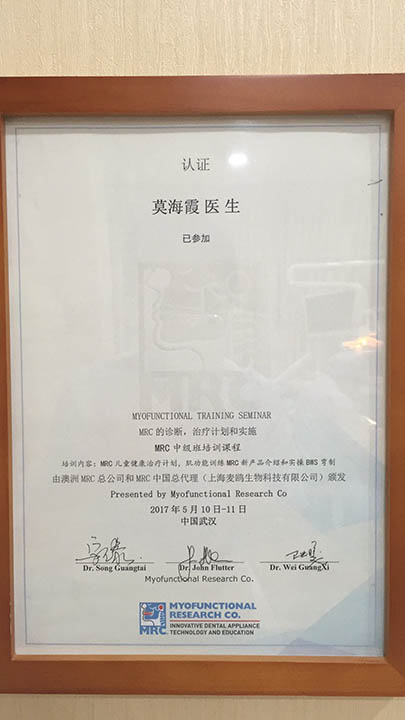 认证
莫海霞 医 生
已参加
MRC
MYOFUNCTIONAL TRAINING SEMINAR
MRC 的诊断，治疗计划和实施
MRC 中级班培训课程
培训内容：MRC 儿童健康治疗计划，肌功能训练 MRC 新产品介绍和实操 BWS 弯制
由澳洲 MRC 总公司和 MRC 中国总代理（上海麦鸥生物科技有限公司）颁发
Presented by Myofunctional Research Co
2017 年 5 月 10 日-11 日
中国武汉
Dr. Song Guangtai Dr. John Flutter Dr. Wei GuangXi
Myofunctional Research Co.
MRC
MYOFUNCTIONAL
RESEARCH CO.
INNOVATIVE DENTAL APPLIANCE
TECHNOLOGY AND EDUCATION